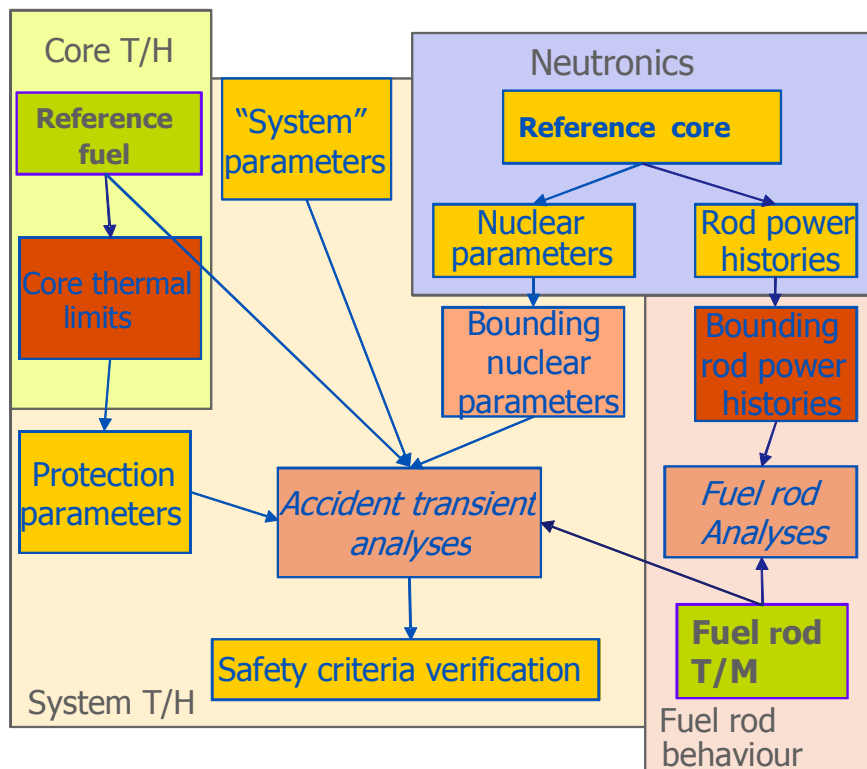 Core T/H
Reference
fuel
"System"
parameters
Neutronics
Reference core
Nuclear
parameters
Rod power
histories
Core thermal
limits
Bounding
nuclear
parameters
Bounding
rod power
histories
Protection
parameters
Accident transient
analyses
Fuel rod
Analyses
Safety criteria verification
Fuel rod
T/M
System T/H
Fuel rod
behaviour